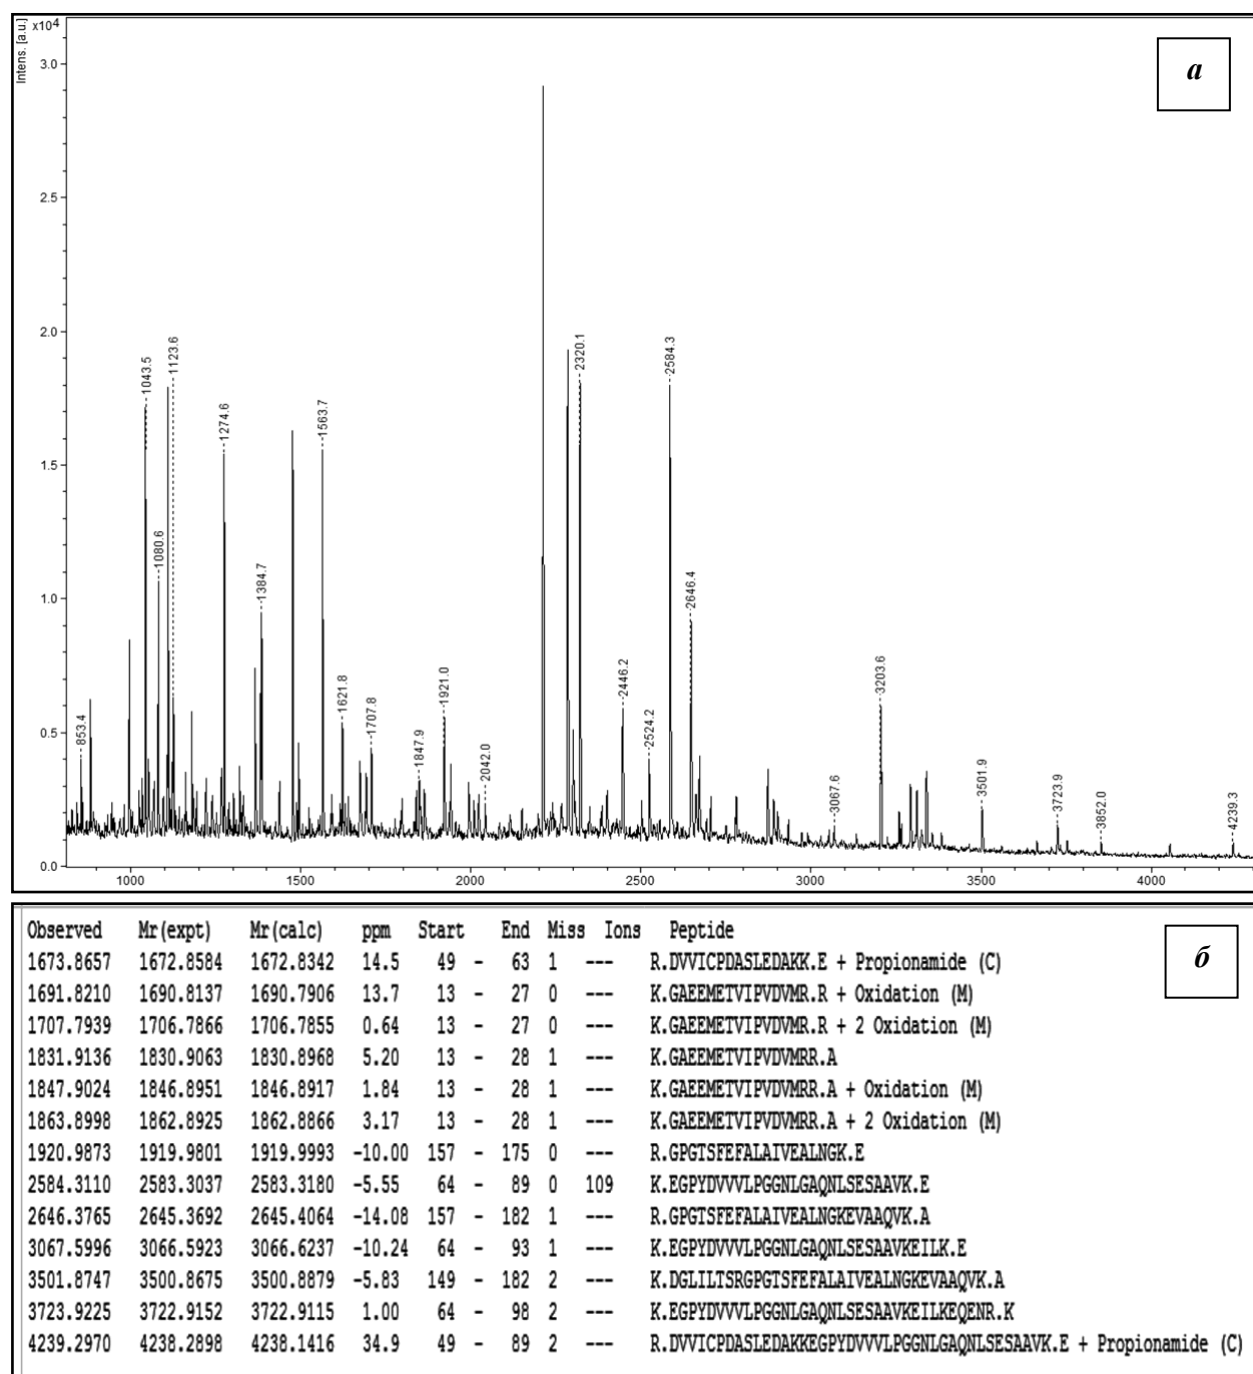 Intens. [a.u.]
x10⁴
3.0
2.5
2.0
1.5
1.0
0.5
0.0
а
853.4
1043.5
1080.6
1123.6
1274.6
1384.7
1563.7
1621.8
1707.8
1847.9
1921.0
2042.0
2320.1
2446.2
2524.2
2584.3
2646.4
3067.6
3203.6
3501.9
3723.9
3852.0
4239.3
1000 1500 2000 2500 3000 3500 4000
б
Observed Mr(expt) Mr(calc) ppm Start End Miss Ions Peptide
1673.8657 1672.8584 1672.8342 14.5 49 - 63 1 --- R.DVVICPDASLEDAKK.E + Propionamide (C)
1691.8210 1690.8137 1690.7906 13.7 13 - 27 0 --- K.GAEEMETVIPVDVMR.R + Oxidation (M)
1707.7939 1706.7866 1706.7855 0.64 13 - 27 0 --- K.GAEEMETVIPVDVMR.R + 2 Oxidation (M)
1831.9136 1830.9063 1830.8968 5.20 13 - 28 1 --- K.GAEEMETVIPVDVMRR.A
1847.9024 1846.8951 1846.8917 1.84 13 - 28 1 --- K.GAEEMETVIPVDVMRR.A + Oxidation (M)
1863.8998 1862.8925 1862.8866 3.17 13 - 28 1 --- K.GAEEMETVIPVDVMRR.A + 2 Oxidation (M)
1920.9873 1919.9801 1919.9993 -10.00 157 - 175 0 --- R.GPGTSFEFALAIVEALNGK.E
2584.3110 2583.3037 2583.3180 -5.55 64 - 89 0 109 K.EGPYDVVVLPGGNLGAQNLSESAAVK.E
2646.3765 2645.3692 2645.4064 -14.08 157 - 182 1 --- R.GPGTSFEFALAIVEALNGKEVAAQVK.A
3067.5996 3066.5923 3066.6237 -10.24 64 - 93 1 --- K.EGPYDVVVLPGGNLGAQNLSESAAVKEILK.E
3501.8747 3500.8675 3500.8879 -5.83 149 - 182 2 --- K.DGLILTSRGPGTSFEFALAIVEALNGKEVAAQVK.A
3723.9225 3722.9152 3722.9115 1.00 64 - 98 2 --- K.EGPYDVVVLPGGNLGAQNLSESAAVKEILKEQENR.K
4239.2970 4238.2898 4238.1416 34.9 49 - 89 2 --- R.DVVICPDASLEDAKKEGPYDVVVLPGGNLGAQNLSESAAVK.E + Propionamide (C)